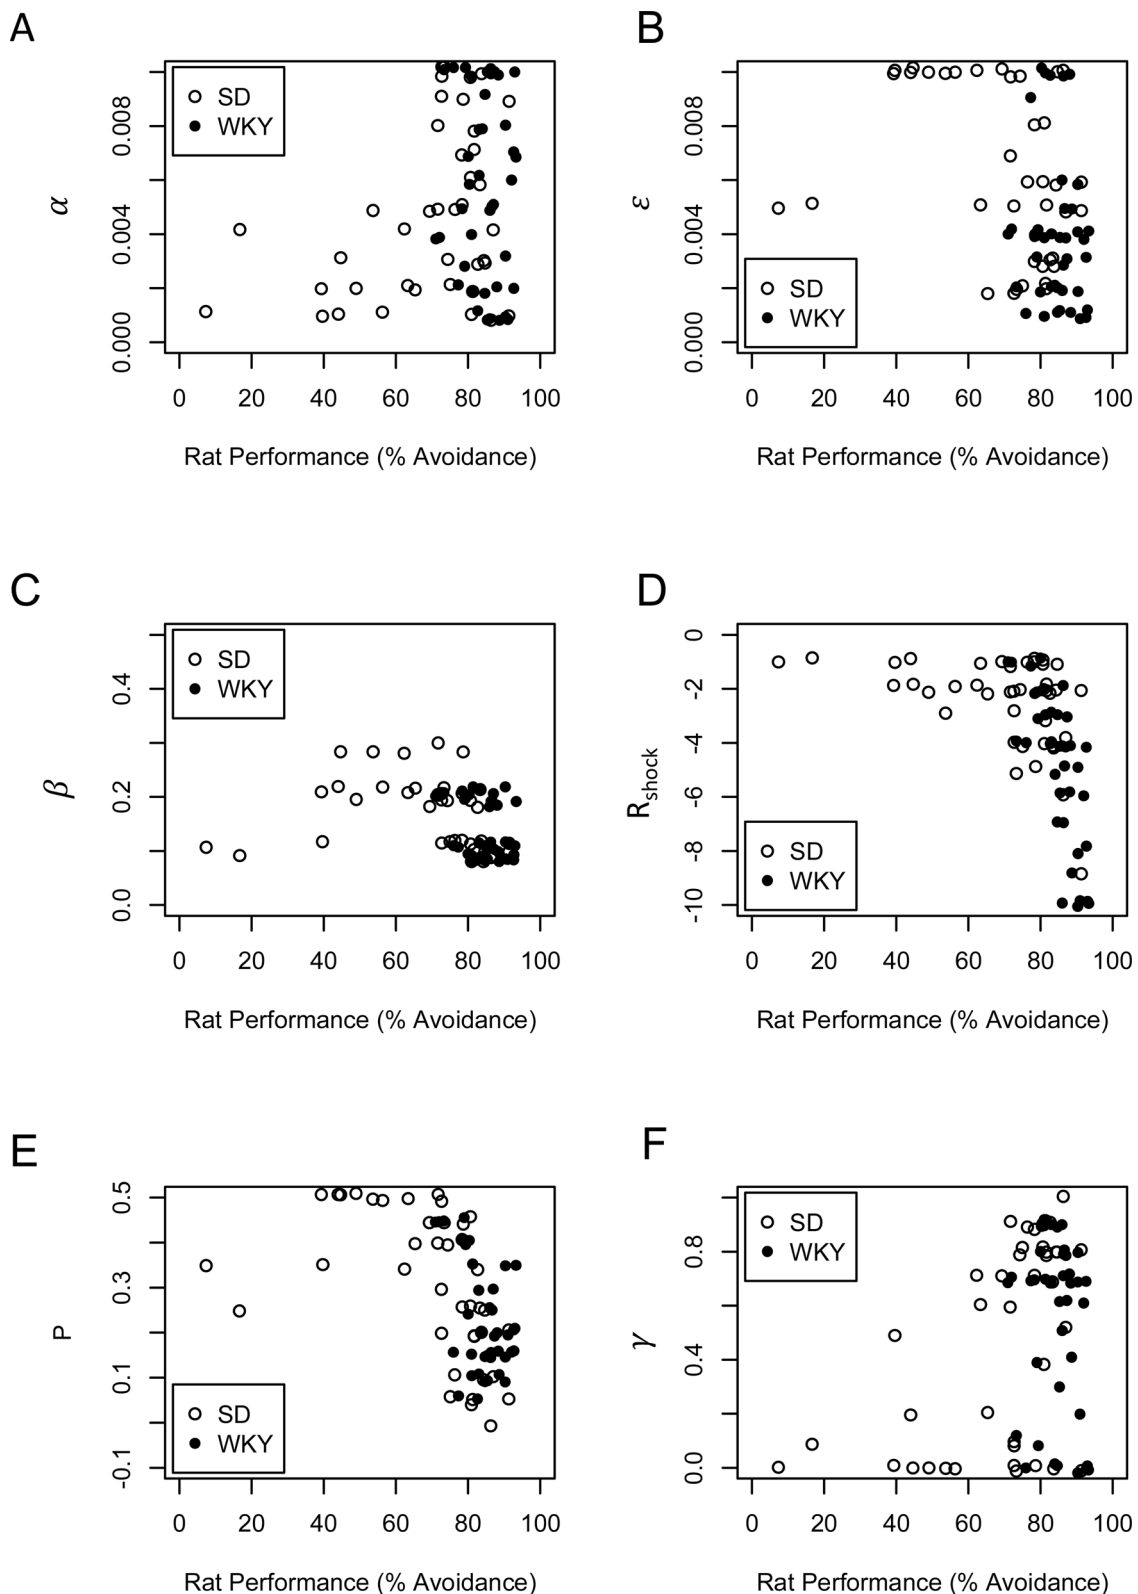 A
α
0.000 0.004 0.008
SD
WKY
0 20 40 60 80 100
Rat Performance (% Avoidance)
B
ε
0.000 0.004 0.008
SD
WKY
0 20 40 60 80 100
Rat Performance (% Avoidance)
C
β
0.0 0.2 0.4
SD
WKY
0 20 40 60 80 100
Rat Performance (% Avoidance)
D
Rshock
-10 -8 -6 -4 -2 0
SD
WKY
0 20 40 60 80 100
Rat Performance (% Avoidance)
E
P
-0.1 0.1 0.3 0.5
SD
WKY
0 20 40 60 80 100
Rat Performance (% Avoidance)
F
γ
0.0 0.4 0.8
SD
WKY
0 20 40 60 80 100
Rat Performance (% Avoidance)